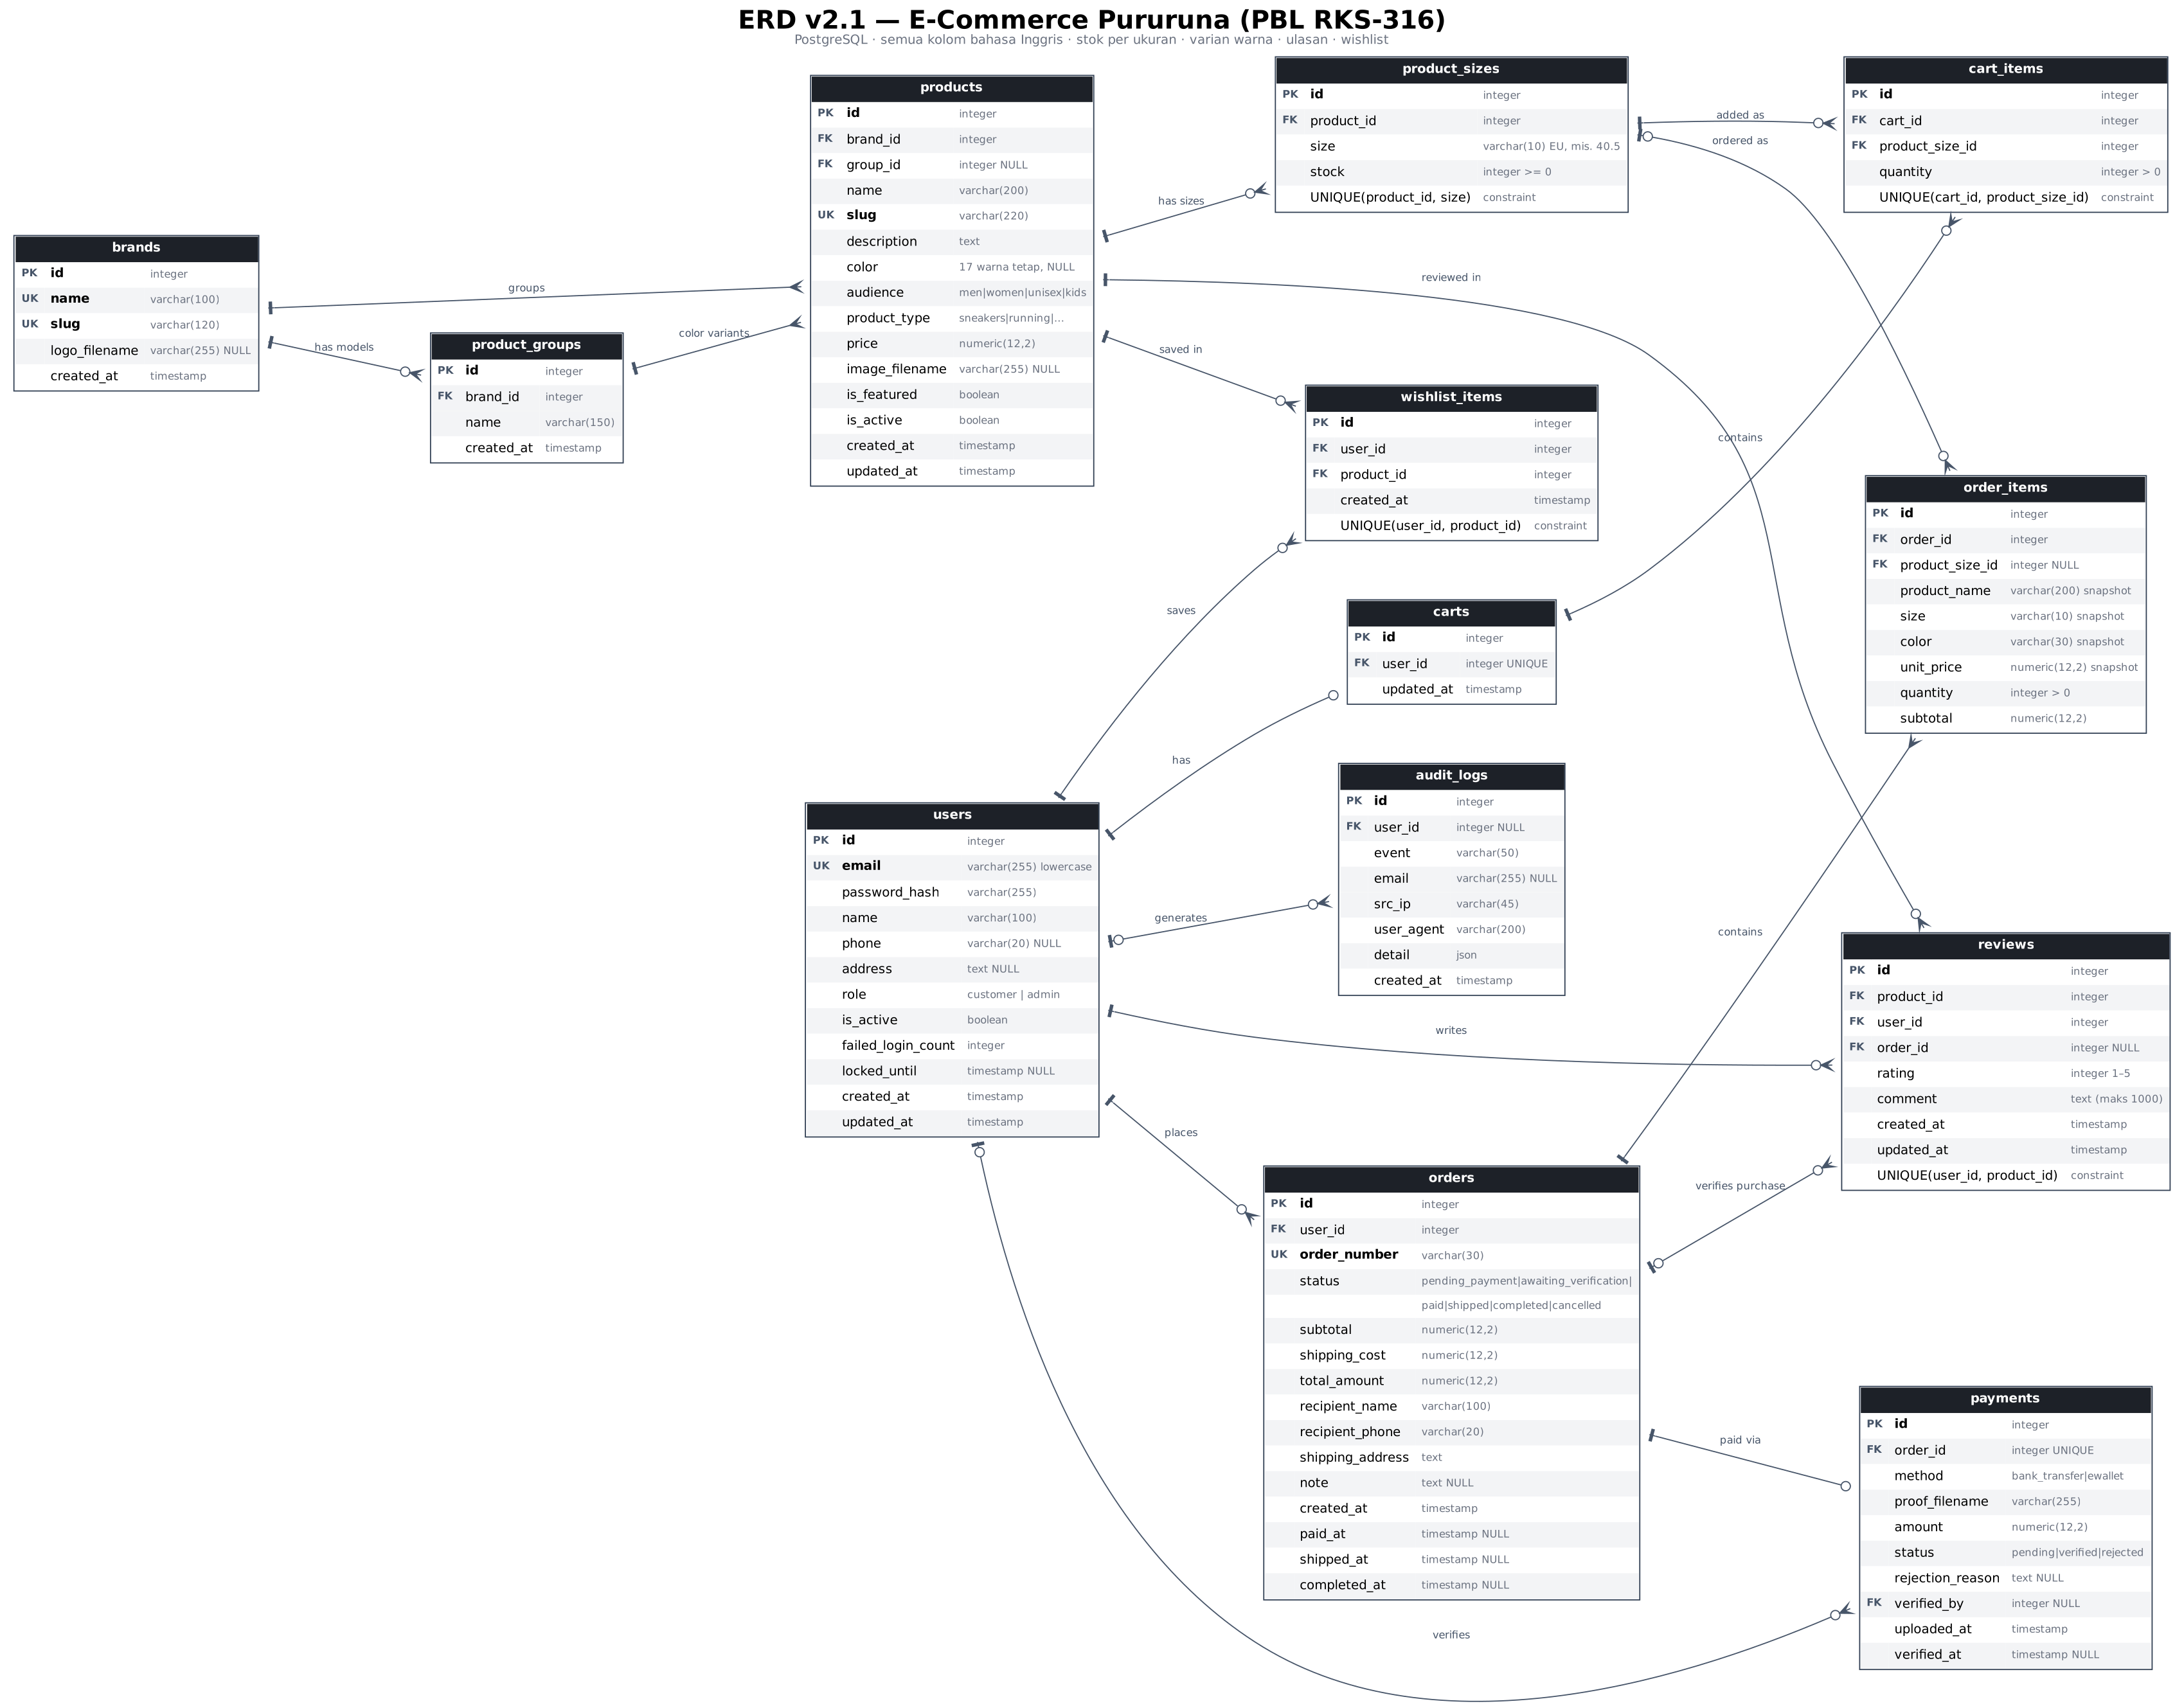 ERD v2.1 — E-Commerce Pururuna (PBL RKS-316)
PostgreSQL · semua kolom bahasa Inggris · stok per ukuran · varian warna · ulasan · wishlist
brands
PK id integer
UK name varchar(100)
UK slug varchar(120)
logo_filename varchar(255) NULL
created_at timestamp
groups
has models
product_groups
PK id integer
FK brand_id integer
name varchar(150)
created_at timestamp
color variants
products
PK id integer
FK brand_id integer
FK group_id integer NULL
name varchar(200)
UK slug varchar(220)
description text
color 17 warna tetap, NULL
audience men|women|unisex|kids
product_type sneakers|running|...
price numeric(12,2)
image_filename varchar(255) NULL
is_featured boolean
is_active boolean
created_at timestamp
updated_at timestamp
has sizes
reviewed in
saved in
product_sizes
PK id integer
FK product_id integer
size varchar(10) EU, mis. 40.5
stock integer >= 0
UNIQUE(product_id, size) constraint
added as
ordered as
cart_items
PK id integer
FK cart_id integer
FK product_size_id integer
quantity integer > 0
UNIQUE(cart_id, product_size_id) constraint
wishlist_items
PK id integer
FK user_id integer
FK product_id integer
created_at timestamp
UNIQUE(user_id, product_id) constraint
contains
order_items
PK id integer
FK order_id integer
FK product_size_id integer NULL
product_name varchar(200) snapshot
size varchar(10) snapshot
color varchar(30) snapshot
unit_price numeric(12,2) snapshot
quantity integer > 0
subtotal numeric(12,2)
saves
carts
PK id integer
FK user_id integer UNIQUE
updated_at timestamp
has
audit_logs
PK id integer
FK user_id integer NULL
event varchar(50)
email varchar(255) NULL
src_ip varchar(45)
user_agent varchar(200)
detail json
created_at timestamp
users
PK id integer
UK email varchar(255) lowercase
password_hash varchar(255)
name varchar(100)
phone varchar(20) NULL
address text NULL
role customer | admin
is_active boolean
failed_login_count integer
locked_until timestamp NULL
created_at timestamp
updated_at timestamp
generates
writes
places
contains
reviews
PK id integer
FK product_id integer
FK user_id integer
FK order_id integer NULL
rating integer 1–5
comment text (maks 1000)
created_at timestamp
updated_at timestamp
UNIQUE(user_id, product_id) constraint
verifies purchase
orders
PK id integer
FK user_id integer
UK order_number varchar(30)
status pending_payment|awaiting_verification|
paid|shipped|completed|cancelled
subtotal numeric(12,2)
shipping_cost numeric(12,2)
total_amount numeric(12,2)
recipient_name varchar(100)
recipient_phone varchar(20)
shipping_address text
note text NULL
created_at timestamp
paid_at timestamp NULL
shipped_at timestamp NULL
completed_at timestamp NULL
paid via
verifies
payments
PK id integer
FK order_id integer UNIQUE
method bank_transfer|ewallet
proof_filename varchar(255)
amount numeric(12,2)
status pending|verified|rejected
rejection_reason text NULL
FK verified_by integer NULL
uploaded_at timestamp
verified_at timestamp NULL